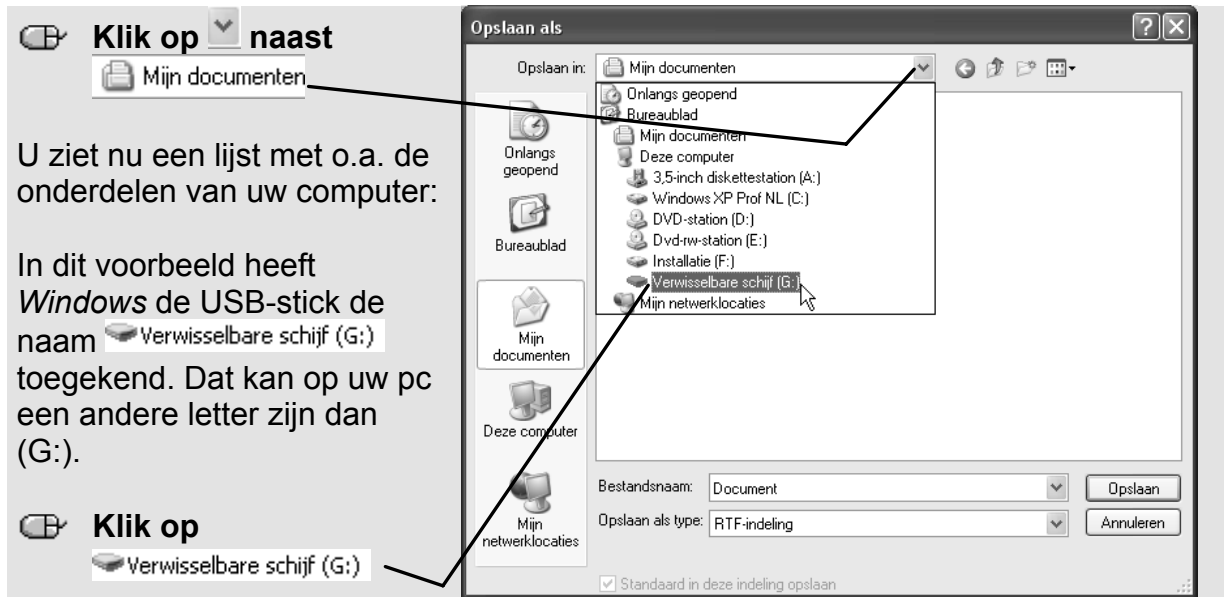 Klik op naast
Mijn documenten
U ziet nu een lijst met o.a. de
onderdelen van uw computer:
In dit voorbeeld heeft
Windows de USB-stick de
naam Verwisselbare schijf (G:)
toegekend. Dat kan op uw pc
een andere letter zijn dan
(G:).
Klik op
Verwisselbare schijf (G:)
Opslaan als
Opslaan in: Mijn documenten
Onlangs geopend
Bureaublad
Mijn documenten
Deze computer
3,5-inch diskettestation (A:)
Windows XP Prof NL (C:)
DVD-station (D:)
Dvd-rw-station (E:)
Installatie (F:)
Verwisselbare schijf (G:)
Mijn netwerklocaties
Onlangs
geopend
Bureaublad
Mijn
documenten
Deze computer
Mijn
netwerklocaties
Bestandsnaam: Document
Opslaan
Opslaan als type: RTF-indeling
Annuleren
Standaard in deze indeling opslaan